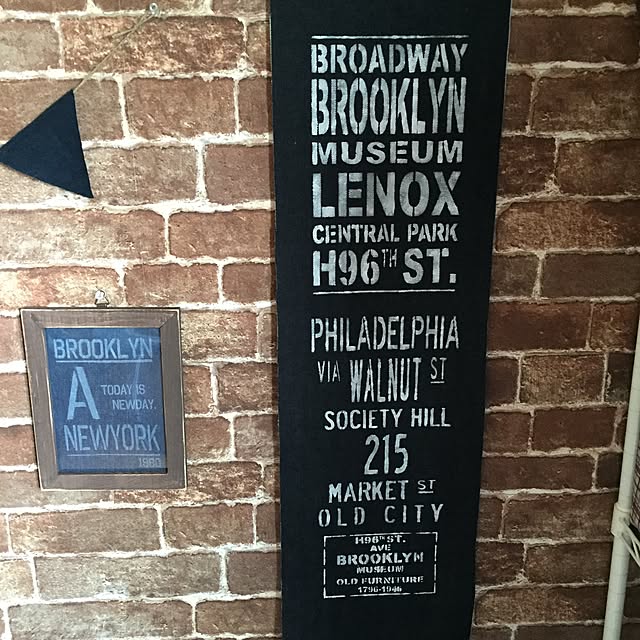 BROADWAY
BROOKLYN
MUSEUM
LENOX
CENTRAL PARK
H96TH ST.
PHILADELPHIA
VIA WALNUT ST
SOCIETY HILL
215
MARKET ST
OLD CITY
H96TH ST.
AVE
BROOKLYN
MUSEUM
OLD FURNITURE
1796-1946
BROOKLYN
A TODAY IS
NEWDAY.
NEWYORK
1983